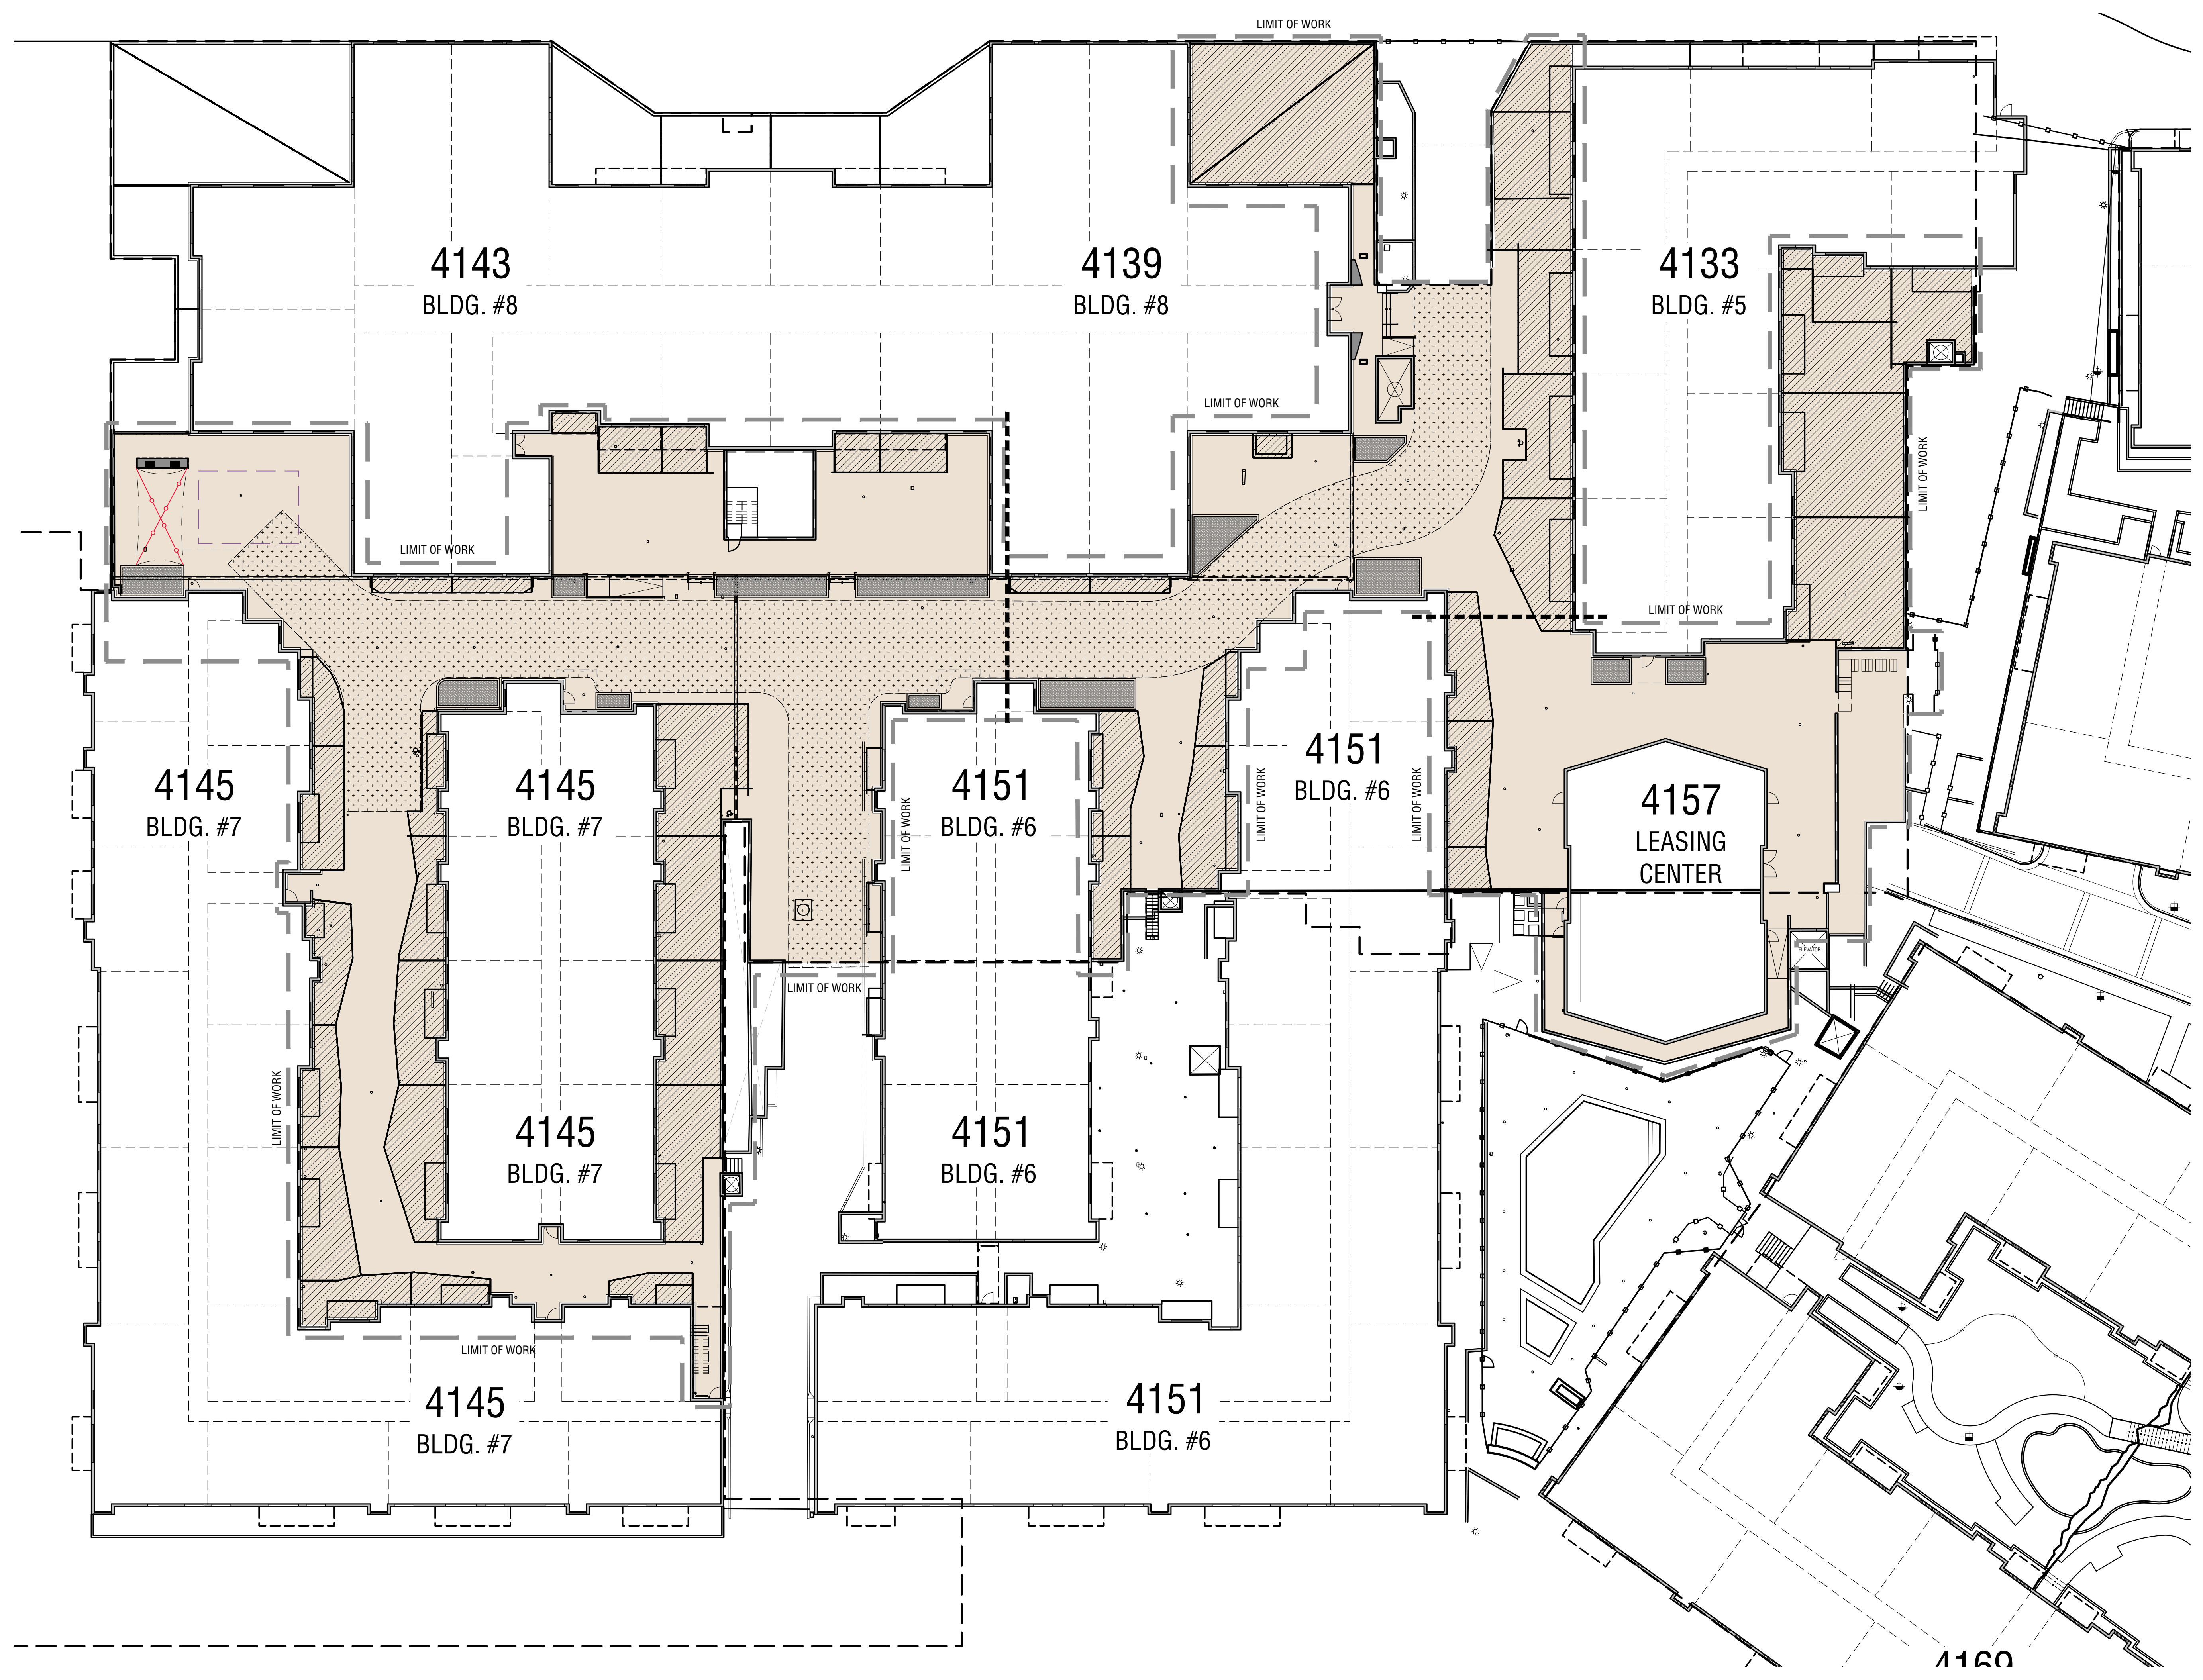 LIMIT OF WORK
4143
BLDG. #8
4139
BLDG. #8
4133
BLDG. #5
LIMIT OF WORK
LIMIT OF WORK
LIMIT OF WORK
LIMIT OF WORK
4145
BLDG. #7
4145
BLDG. #7
4151
BLDG. #6
LIMIT OF WORK
4151
BLDG. #6
LIMIT OF WORK
LIMIT OF WORK
4157
LEASING
CENTER
ELEVATOR
LIMIT OF WORK
LIMIT OF WORK
4145
BLDG. #7
4151
BLDG. #6
LIMIT OF WORK
4145
BLDG. #7
4151
BLDG. #6
4169